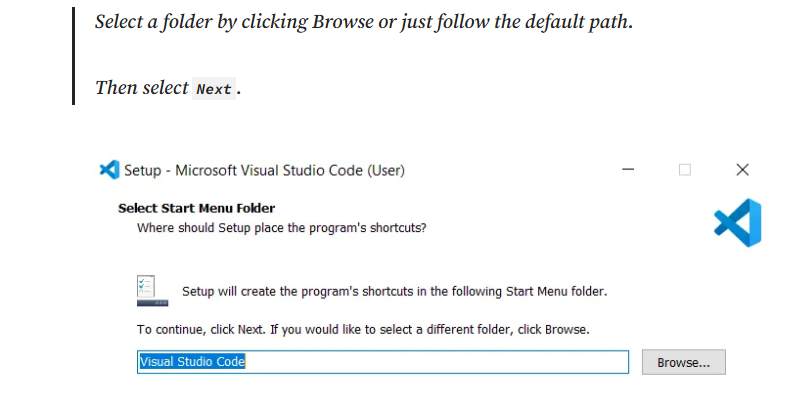 Select a folder by clicking Browse or just follow the default path.
Then select Next.
Setup - Microsoft Visual Studio Code (User)
Select Start Menu Folder
Where should Setup place the program's shortcuts?
Setup will create the program's shortcuts in the following Start Menu folder.
To continue, click Next. If you would like to select a different folder, click Browse.
Visual Studio Code
Browse...